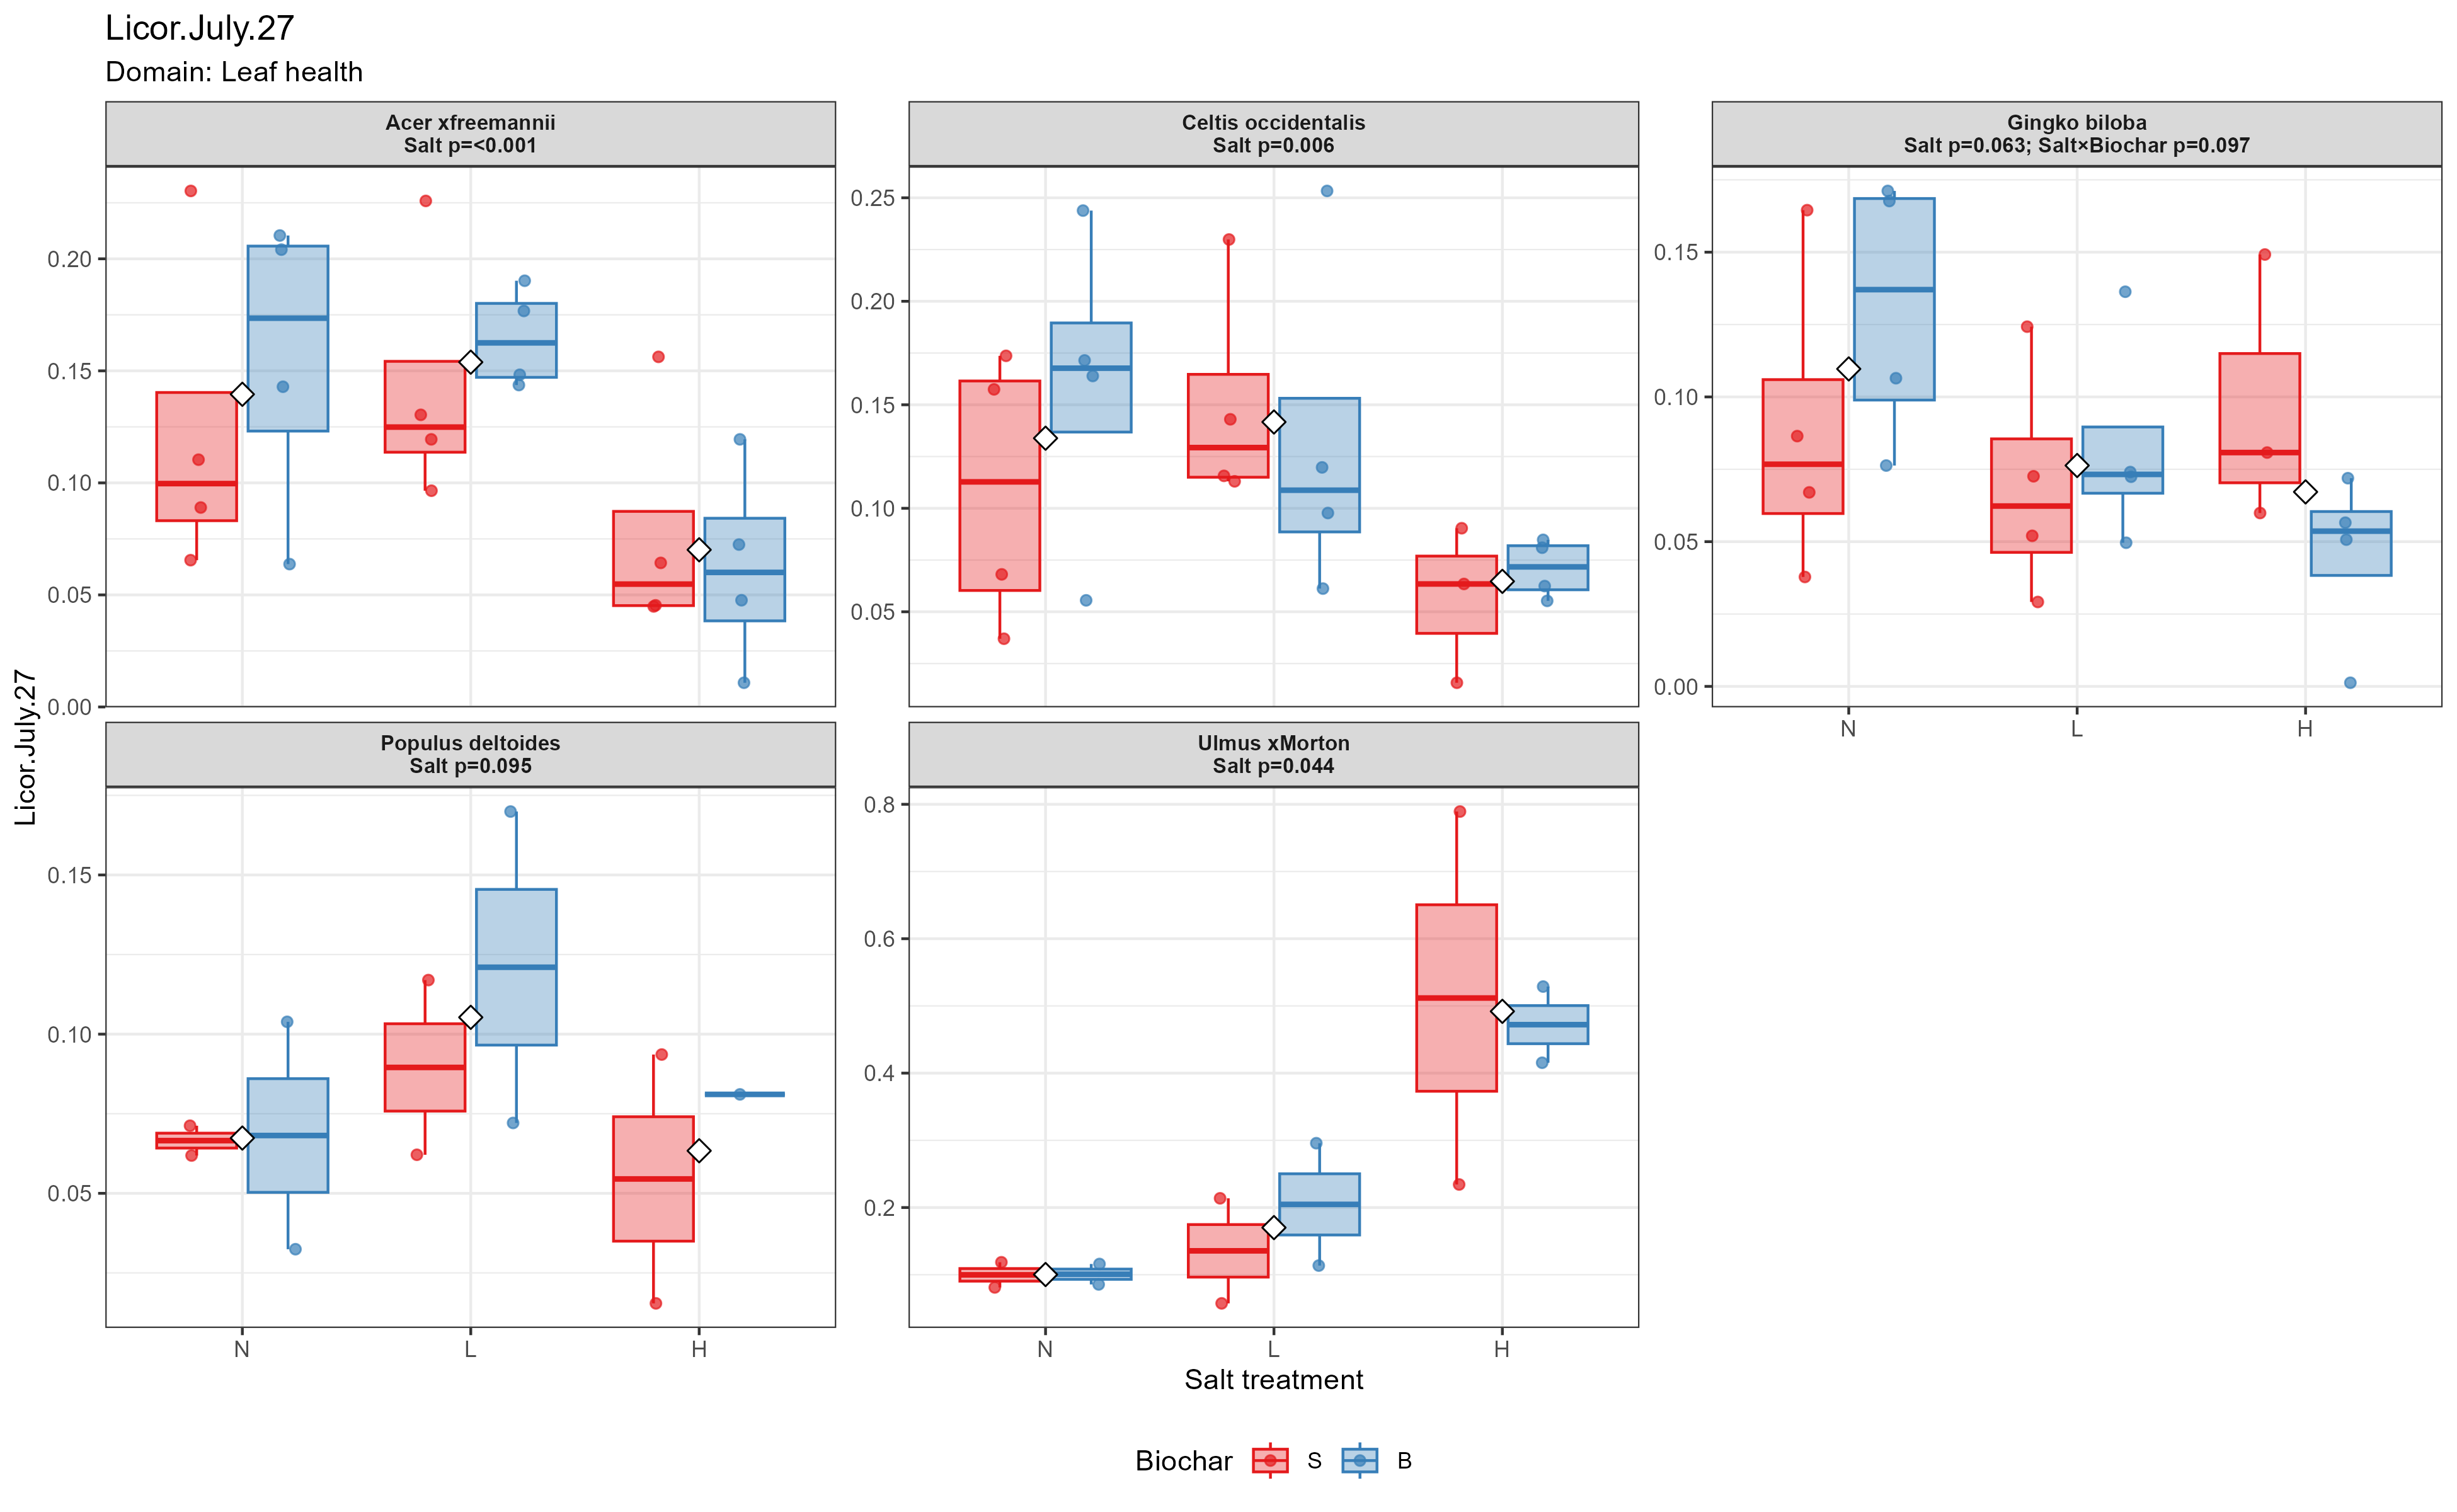 Licor.July.27
Domain: Leaf health
Acer xfreemannii
Salt p=<0.001
Celtis occidentalis
Salt p=0.006
Gingko biloba
Salt p=0.063; Salt×Biochar p=0.097
0.20
0.15
0.10
0.05
0.00
0.25
0.20
0.15
0.10
0.05
0.15
0.10
0.05
0.00
N L H
Licor.July.27
Populus deltoides
Salt p=0.095
Ulmus xMorton
Salt p=0.044
0.15
0.10
0.05
0.8
0.6
0.4
0.2
N L H
N L H
Salt treatment
Biochar S B